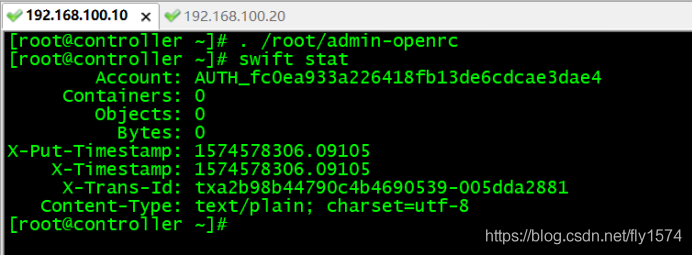 192.168.100.10 × 192.168.100.20
[root@controller ~]# . /root/admin-openrc
[root@controller ~]# swift stat
Account: AUTH_fc0ea933a226418fb13de6cdcae3dae4
Containers: 0
Objects: 0
Bytes: 0
X-Put-Timestamp: 1574578306.09105
X-Timestamp: 1574578306.09105
X-Trans-Id: txa2b98b44790c4b4690539-005dda2881
Content-Type: text/plain; charset=utf-8
[root@controller ~]#
https://blog.csdn.net/fly1574